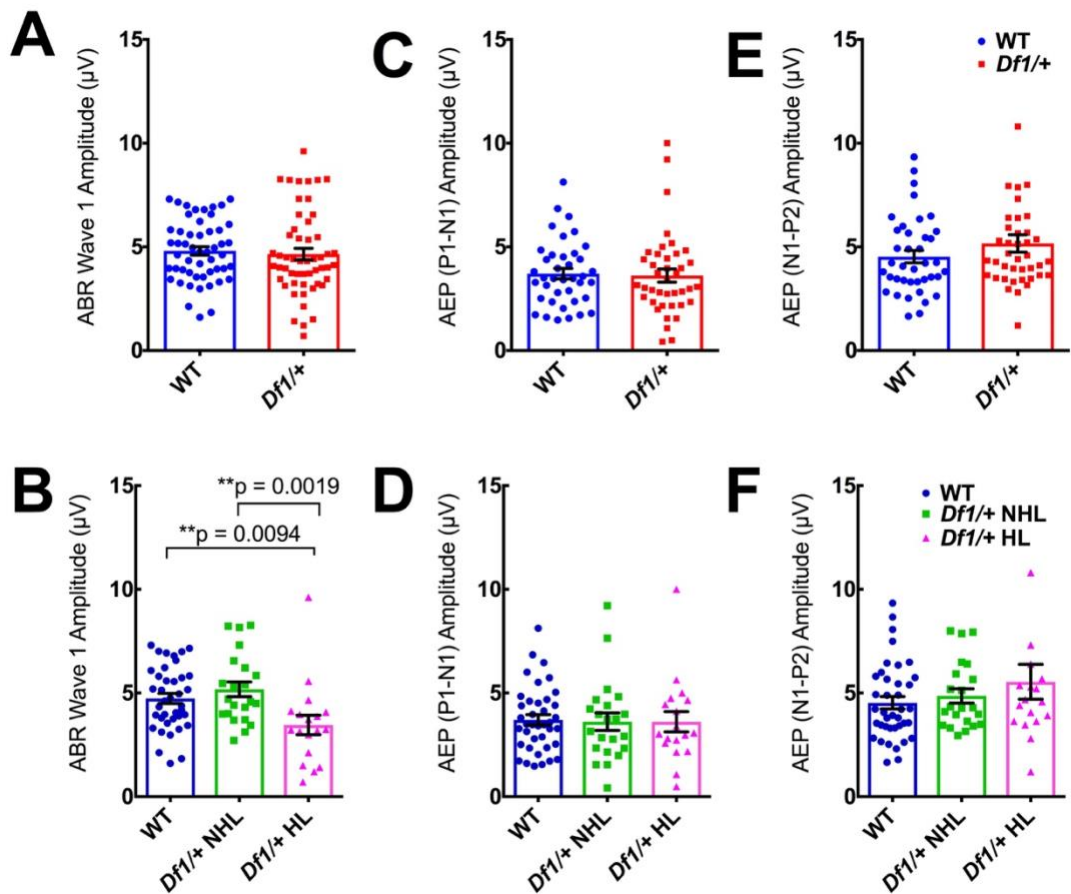 A
ABR Wave 1 Amplitude (µV)
15
10
5
0
WT
Df1/+
C
AEP (P1-N1) Amplitude (µV)
15
10
5
0
WT
Df1/+
E
AEP (N1-P2) Amplitude (µV)
15
10
5
0
WT
Df1/+
WT
Df1/+
B
ABR Wave 1 Amplitude (µV)
15
10
5
0
**p = 0.0019
**p = 0.0094
WT
Df1/+ NHL
Df1/+ HL
D
AEP (P1-N1) Amplitude (µV)
15
10
5
0
WT
Df1/+ NHL
Df1/+ HL
F
AEP (N1-P2) Amplitude (µV)
15
10
5
0
WT
Df1/+ NHL
Df1/+ HL
WT
Df1/+ NHL
Df1/+ HL